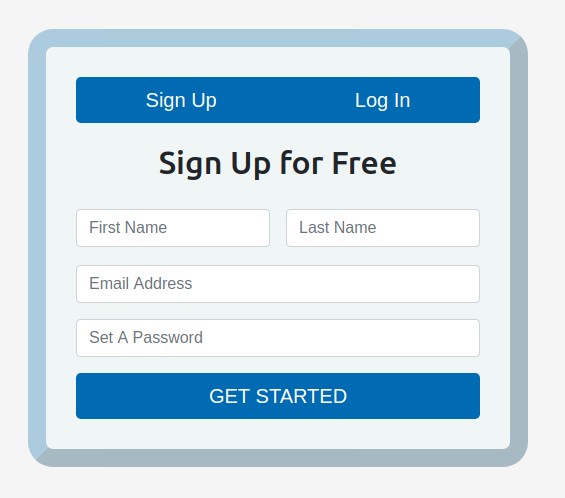 Sign Up Log In
Sign Up for Free
First Name Last Name
Email Address
Set A Password
GET STARTED